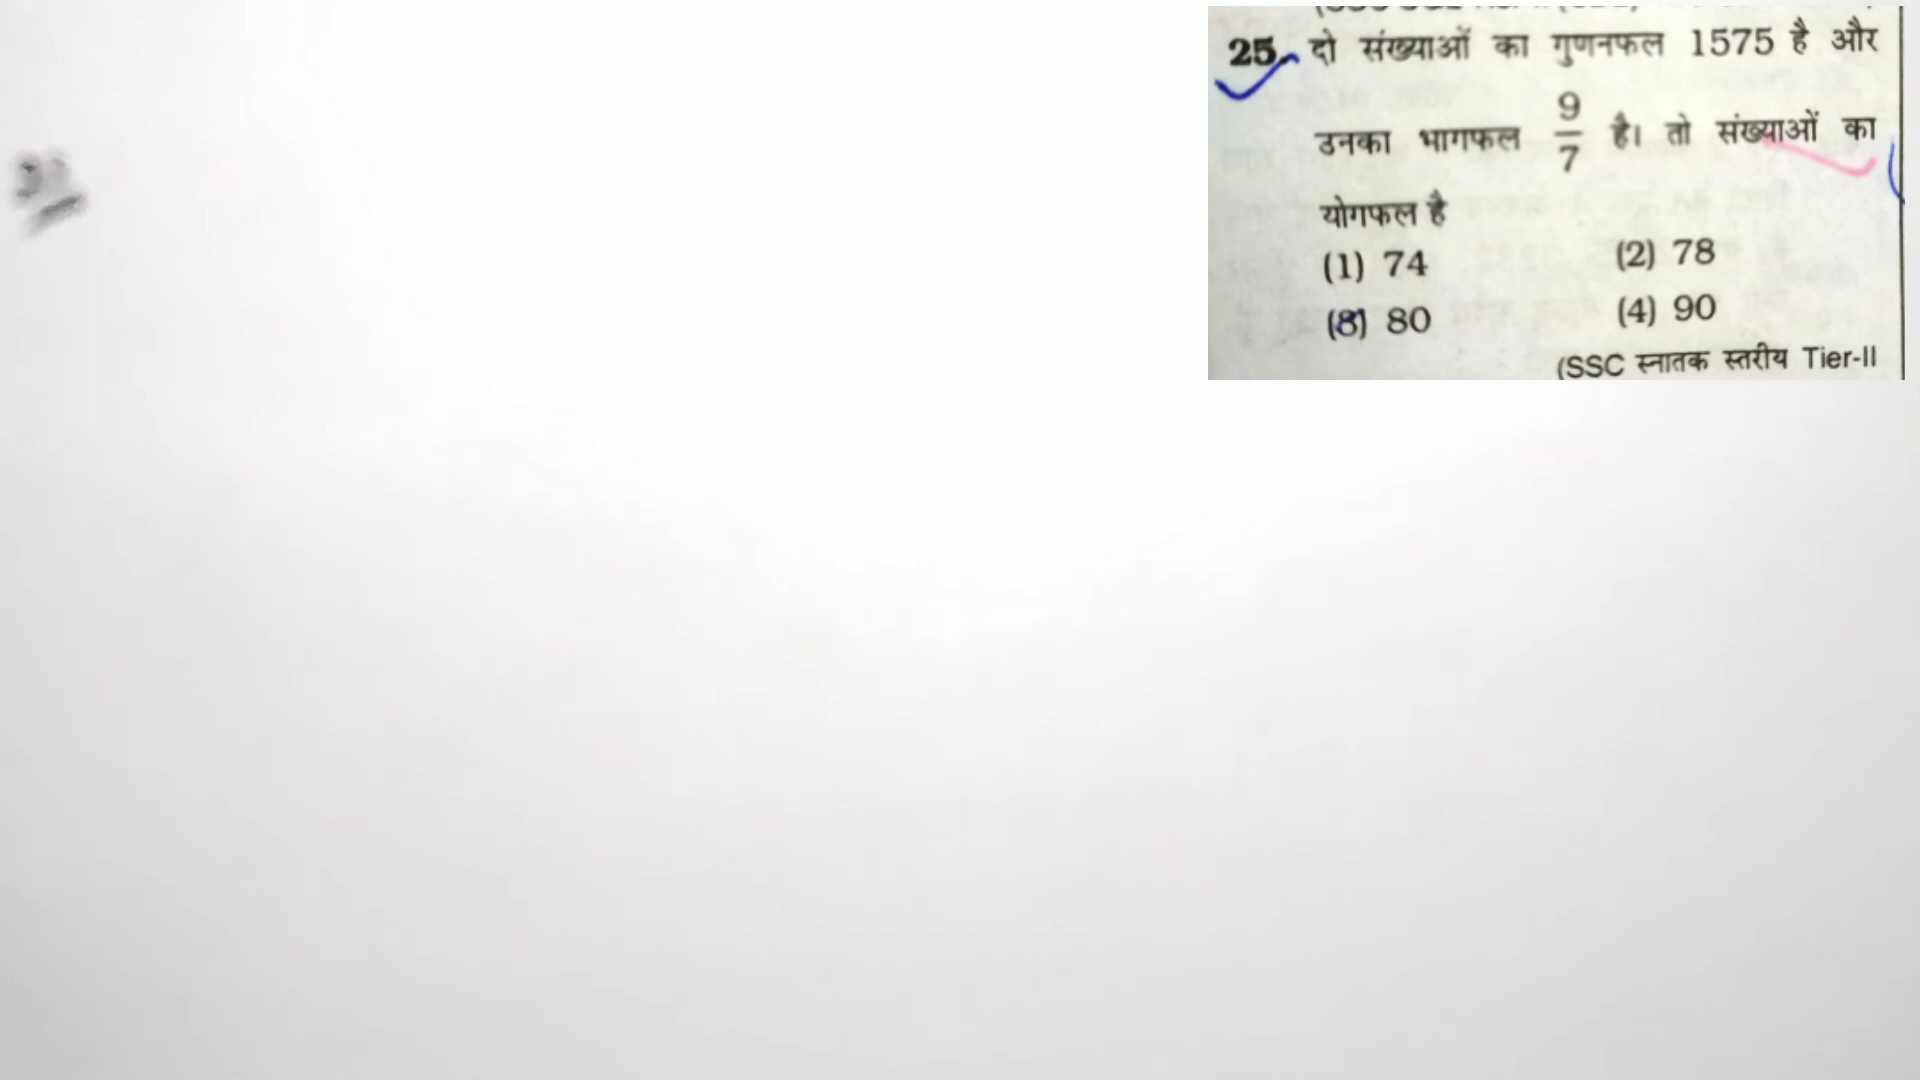 25. दो संख्याओं का गुणनफल 1575 है और
उनका भागफल 9/7 है। तो संख्याओं का
योगफल है
(1) 74 (2) 78
(3) 80 (4) 90
(SSC स्नातक स्तरीय Tier-II